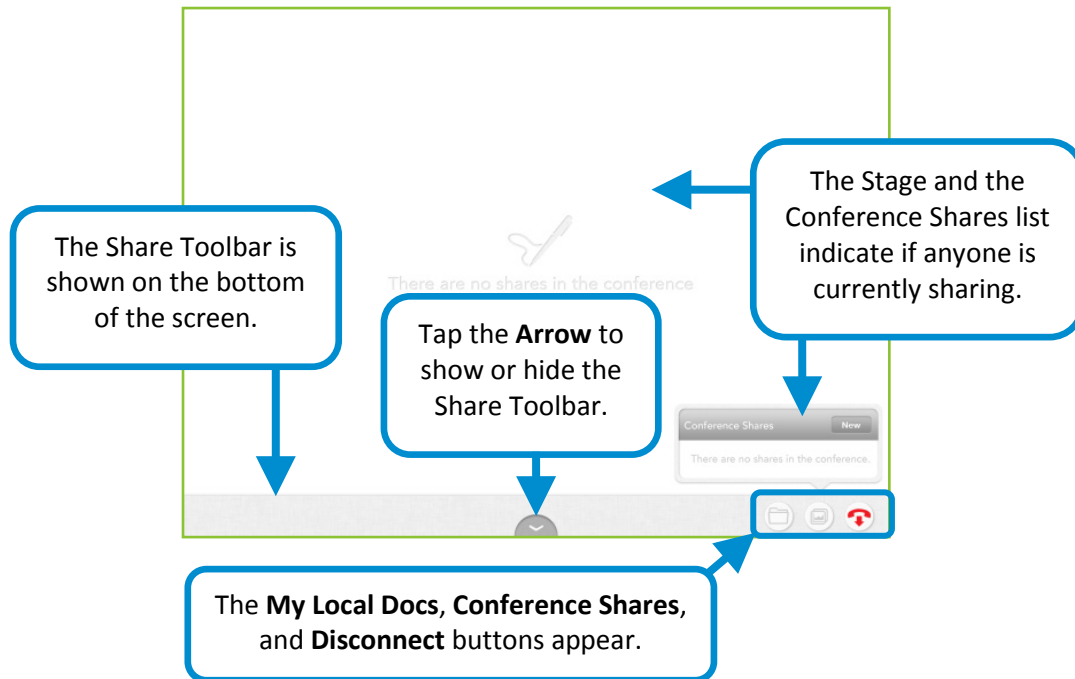 The Stage and the
Conference Shares list
indicate if anyone is
currently sharing.
The Share Toolbar is
shown on the bottom
of the screen.
There are no shares in the conference
Tap the Arrow to
show or hide the
Share Toolbar.
Conference Shares
New
There are no shares in the conference.
The My Local Docs, Conference Shares,
and Disconnect buttons appear.